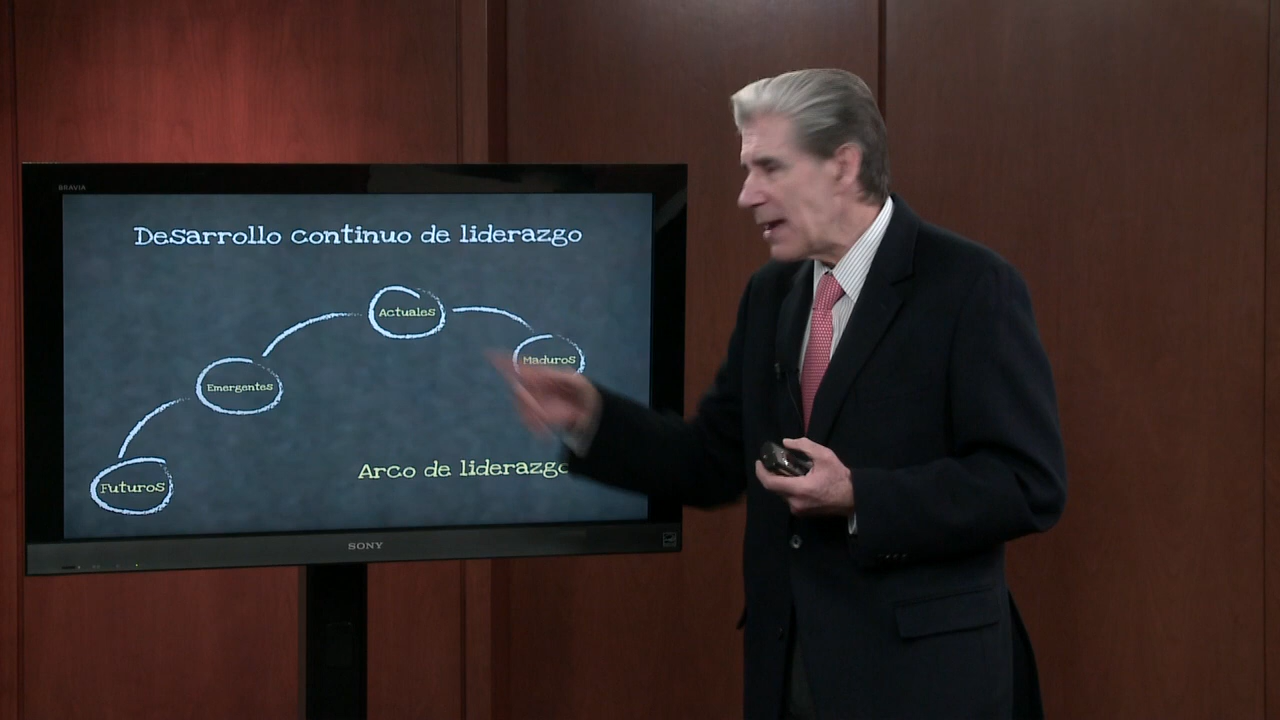 BRAVIA
Desarrollo continuo de liderazgo
Actuales
Maduros
Emergentes
Arco de liderazgo
Futuros
SONY